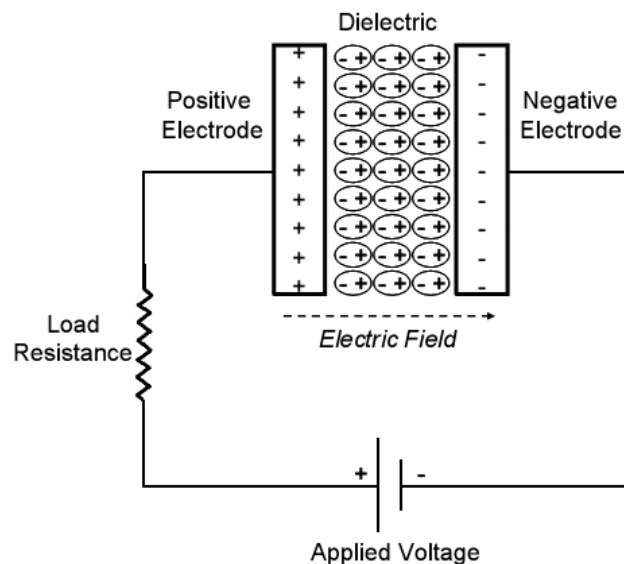 Dielectric
Positive
Electrode
Negative
Electrode
Electric Field
Load
Resistance
+ -
Applied Voltage